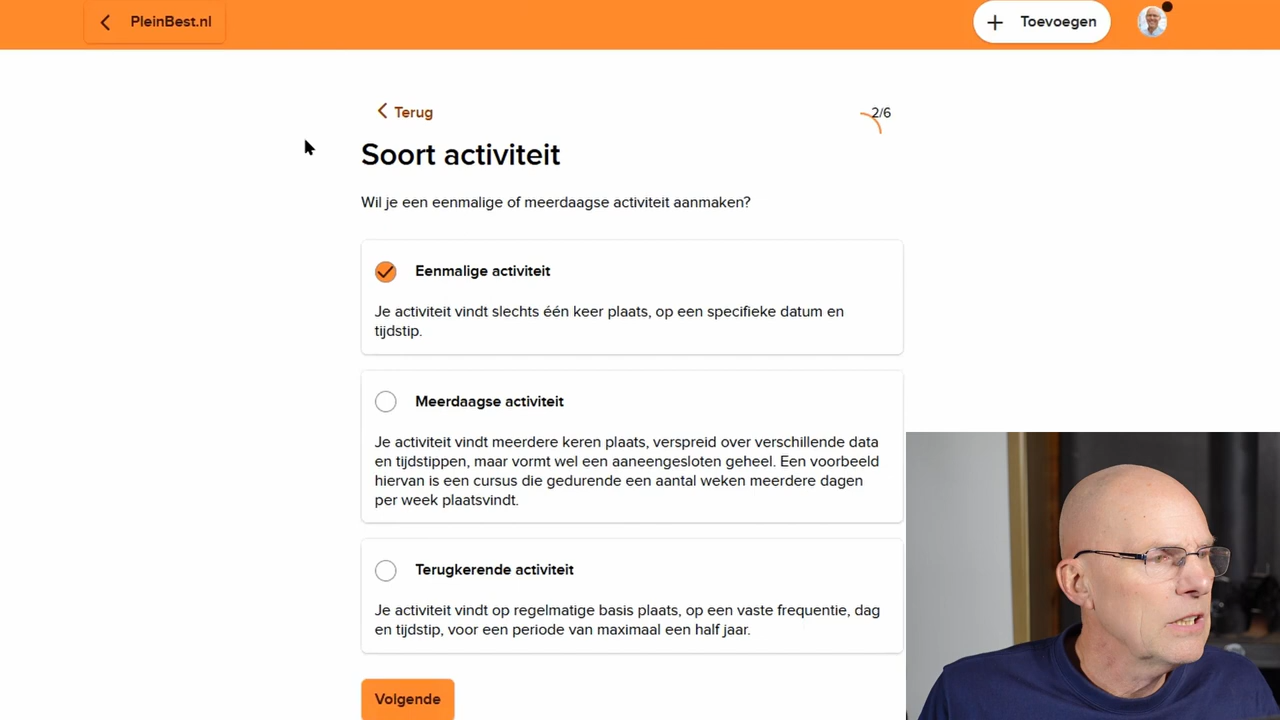 PleinBest.nl
Toevoegen
Terug
2/6
Soort activiteit
Wil je een eenmalige of meerdaagse activiteit aanmaken?
Eenmalige activiteit
Je activiteit vindt slechts één keer plaats, op een specifieke datum en
tijdstip.
Meerdaagse activiteit
Je activiteit vindt meerdere keren plaats, verspreid over verschillende data
en tijdstippen, maar vormt wel een aaneengesloten geheel. Een voorbeeld
hiervan is een cursus die gedurende een aantal weken meerdere dagen
per week plaatsvindt.
Terugkerende activiteit
Je activiteit vindt op regelmatige basis plaats, op een vaste frequentie, dag
en tijdstip, voor een periode van maximaal een half jaar.
Volgende